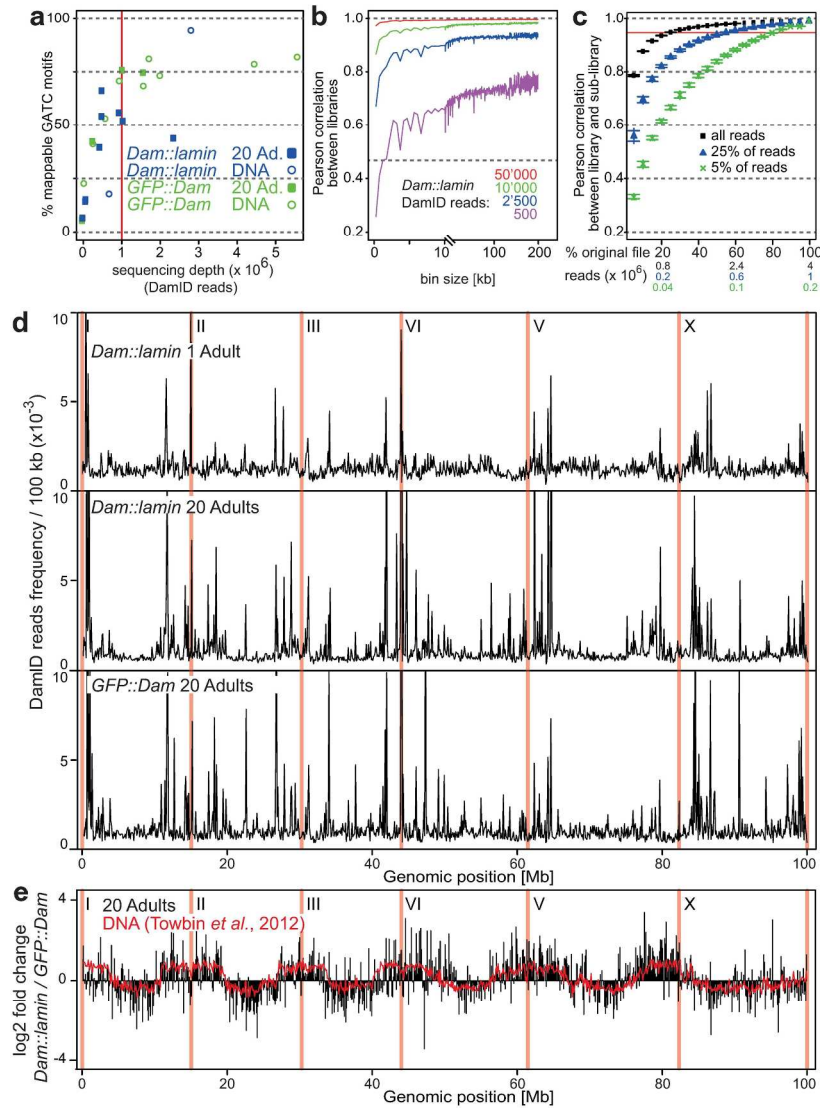 a
% mappable GATC motifs
100
50
0
Dam::lamin 20 Ad.
Dam::lamin DNA
GFP::Dam 20 Ad.
GFP::Dam DNA
0 1 2 3 4 5
sequencing depth (x 10⁶)
(DamID reads)
b
Pearson correlation
between libraries
1.0
0.8
0.6
0.4
0.2
50'000
Dam::lamin 10'000
DamID reads: 2'500
500
0 10 100 200
bin size [kb]
c
Pearson correlation
between library and sub-library
1.0
0.8
0.6
0.4
0.2
all reads
25% of reads
5% of reads
% original file 20 40 60 80 100
reads (x 10⁶) 0.8 2.4 4
0.2 0.6 1
0.04 0.1 0.2
d
DamID reads frequency / 100 kb (x10⁻³)
I II III VI V X
10
Dam::lamin 1 Adult
5
0
10
Dam::lamin 20 Adults
5
0
10
GFP::Dam 20 Adults
5
0
0 20 40 60 80 100
Genomic position [Mb]
e
log2 fold change
Dam::lamin / GFP::Dam
4
0
-4
I 20 Adults II III VI V X
DNA (Towbin et al., 2012)
0 20 40 60 80 100
Genomic position [Mb]